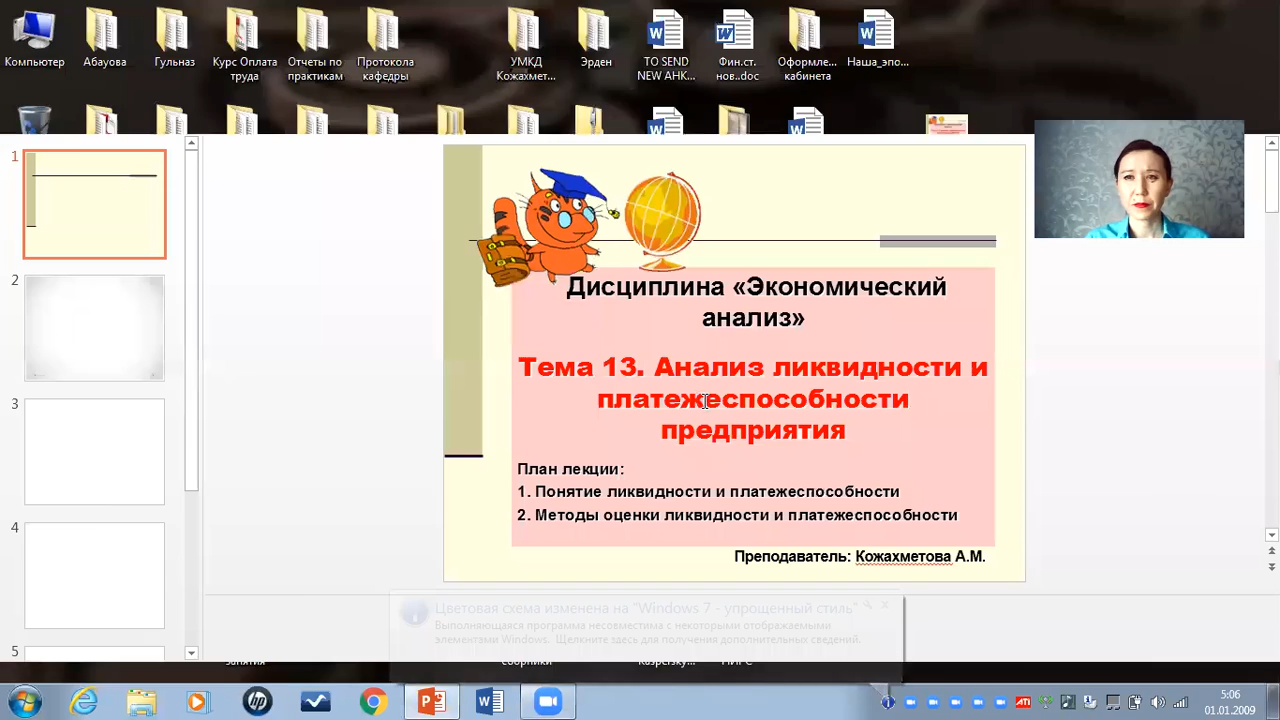 Компьютер
Абауова
Гульназ
Курс Оплата
труда
Отчеты по
практикам
Протокола
кафедры
УМКД
Кожахмет...
Эрден
TO SEND
NEW AHK...
Фин.ст.
нов..doc
Оформле...
кабинета
Наша_эпо...
1
2
3
4
5
Дисциплина «Экономический
анализ»
Тема 13. Анализ ликвидности и
платежеспособности
предприятия
План лекции:
1. Понятие ликвидности и платежеспособности
2. Методы оценки ликвидности и платежеспособности
Преподаватель: Кожахметова А.М.
Цветовая схема изменена на "Windows 7 - упрощенный стиль"
Выполняющаяся программа несовместима с некоторыми отображаемыми
элементами Windows. Щелкните здесь для получения дополнительных сведений.
занятия
сборники
Kaspersky...
5:06
01.01.2009